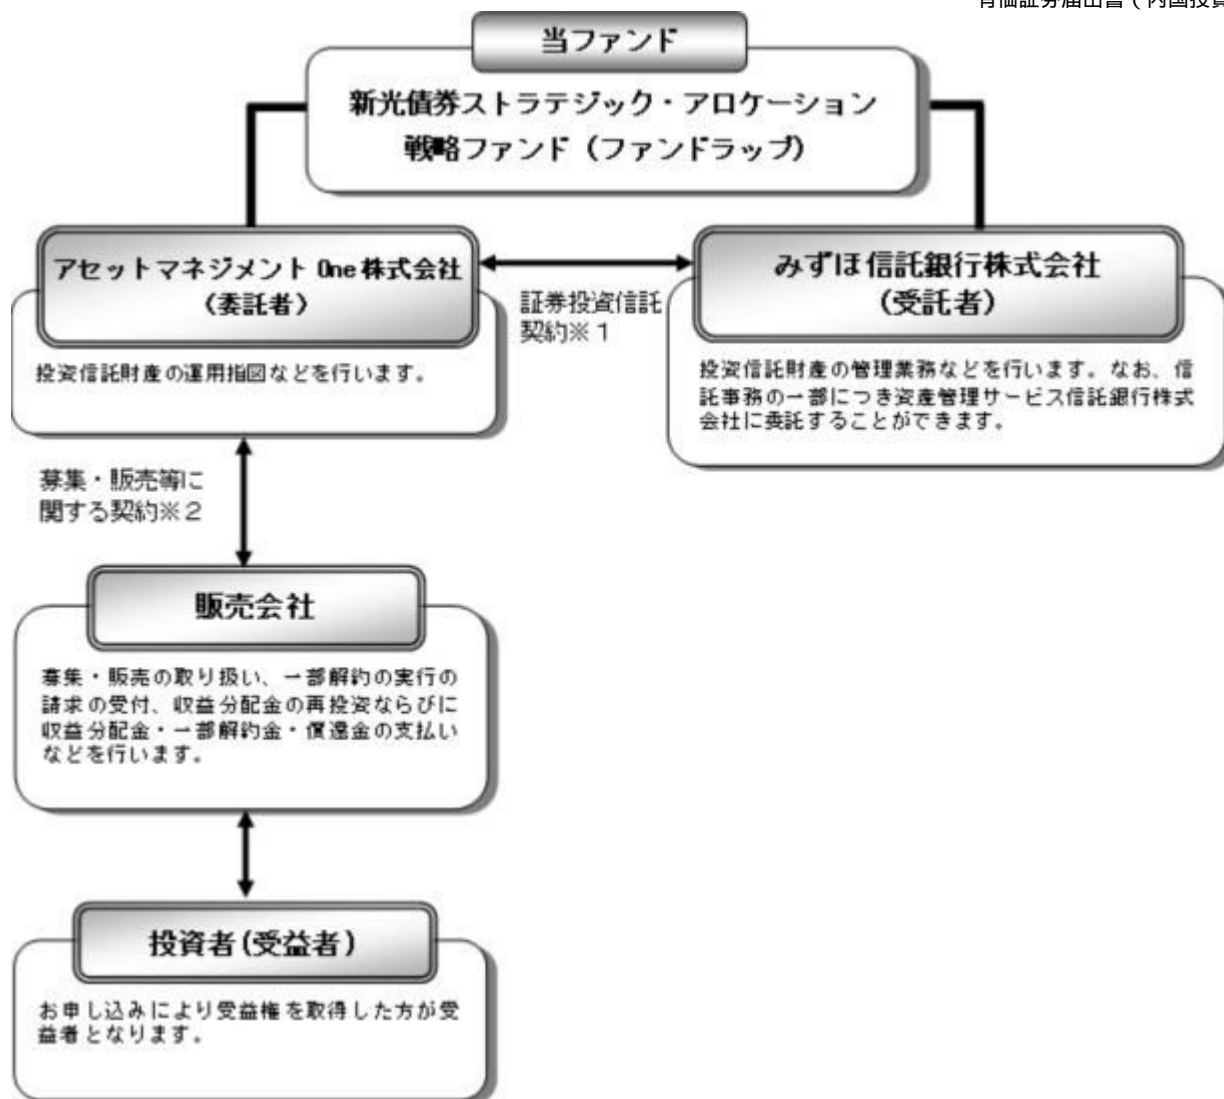 有価証券届出書(内国投資
当ファンド
新光債券ストラテジック・アロケーション
戦略ファンド(ファンドラップ)
アセットマネジメント One 株式会社
(委託者)
みずほ信託銀行株式会社
(受託者)
証券投資信託
契約※1
投資信託財産の運用指図などを行います。
投資信託財産の管理業務などを行います。なお、信
託事務の一部につき資産管理サービス信託銀行株式
会社に委託することができます。
募集・販売等に
関する契約※2
販売会社
募集・販売の取り扱い、一部解約の実行の
請求の受付、収益分配金の再投資ならびに
収益分配金・一部解約金・償還金の支払い
などを行います。
投資者(受益者)
お申し込みにより受益権を取得した方が受
益者となります。